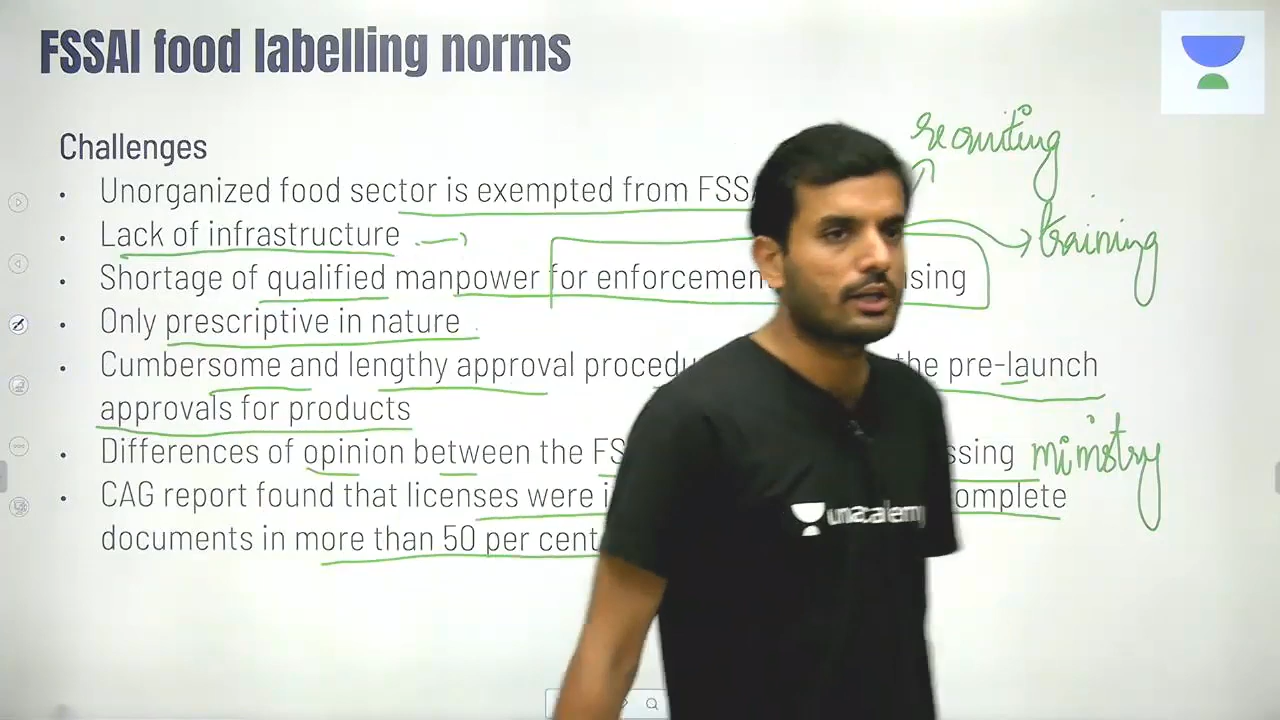 FSSAI food labelling norms
Challenges
recruiting
• Unorganized food sector is exempted from FSSA
• Lack of infrastructure
training
• Shortage of qualified manpower for enforcemen sing
• Only prescriptive in nature
• Cumbersome and lengthy approval procedu the pre-launch
approvals for products
• Differences of opinion between the FS ssing ministry
• CAG report found that licenses were i omplete
documents in more than 50 per cent
unacademy